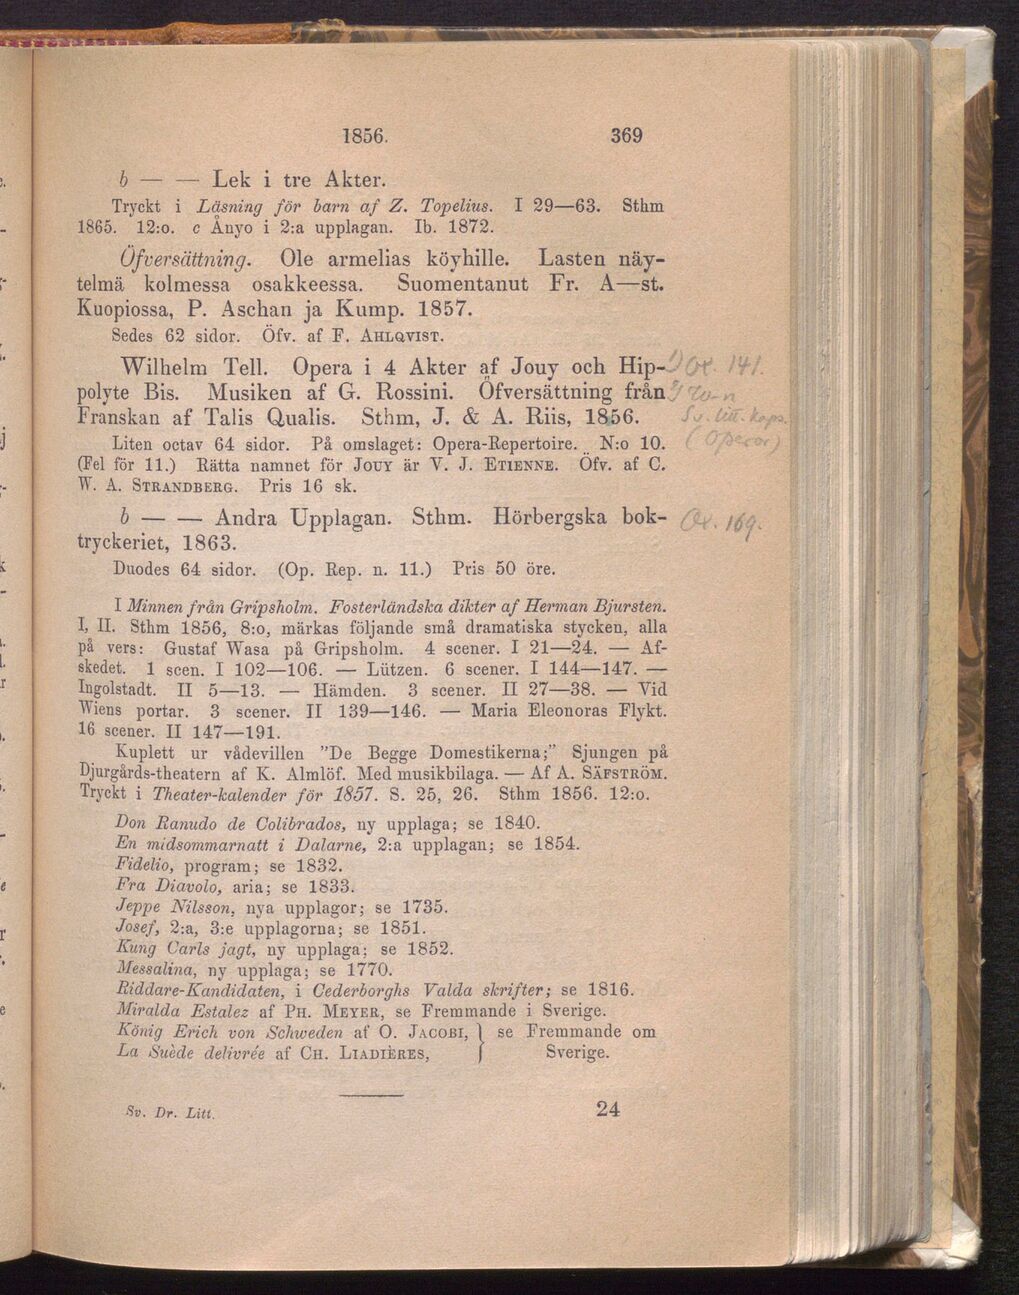 1856. 369
b — — Lek i tre Akter.
Tryckt i Läsning för barn af Z. Topelius. I 29—63. Sthm
1865. 12:o. c Ånyo i 2:a upplagan. Ib. 1872.
Öfversättning. Ole armelias köyhille. Lasten näy-
telmä kolmessa osakkeessa. Suomentanut Fr. A—st.
Kuopiossa, P. Aschan ja Kump. 1857.
Sedes 62 sidor. Öfv. af F. AHLQVIST.
Wilhelm Tell. Opera i 4 Akter af Jouy och Hip-
polyte Bis. Musiken af G. Rossini. Öfversättning från
Franskan af Talis Qualis. Sthm, J. & A. Riis, 1856.
Liten octav 64 sidor. På omslaget: Opera-Repertoire. N:o 10.
(Fel för 11.) Rätta namnet för JOUY är V. J. ETIENNE. Öfv. af C.
W. A. STRANDBERG. Pris 16 sk.
b — — Andra Upplagan. Sthm. Hörbergska bok-
tryckeriet, 1863.
Duodes 64 sidor. (Op. Rep. n. 11.) Pris 50 öre.
141.
Sv. litt. kaps.
(Operor)
169.
I Minnen från Gripsholm. Fosterländska dikter af Herman Bjursten.
I, II. Sthm 1856, 8:o, märkas följande små dramatiska stycken, alla
på vers: Gustaf Wasa på Gripsholm. 4 scener. I 21—24. — Af-
skedet. 1 scen. I 102—106. — Lützen. 6 scener. I 144—147. —
Ingolstadt. II 5—13. — Hämden. 3 scener. II 27—38. — Vid
Wiens portar. 3 scener. II 139—146. — Maria Eleonoras Flykt.
16 scener. II 147—191.
Kuplett ur vådevillen "De Begge Domestikerna;" Sjungen på
Djurgårds-theatern af K. Almlöf. Med musikbilaga. — Af A. SÄFSTRÖM.
Tryckt i Theater-kalender för 1857. S. 25, 26. Sthm 1856. 12:o.
Don Ranudo de Colibrados, ny upplaga; se 1840.
En midsommarnatt i Dalarne, 2:a upplagan; se 1854.
Fidelio, program; se 1832.
Fra Diavolo, aria; se 1833.
Jeppe Nilsson, nya upplagor; se 1735.
Josef, 2:a, 3:e upplagorna; se 1851.
Kung Carls jagt, ny upplaga; se 1852.
Messalina, ny upplaga; se 1770.
Riddare-Kandidaten, i Cederborghs Valda skrifter; se 1816.
Miralda Estalez af PH. MEYER, se Fremmande i Sverige.
König Erich von Schweden af O. JACOBI, } se Fremmande om
La Suède delivrée af CH. LIADIÈRES, } Sverige.
Sv. Dr. Litt. 24